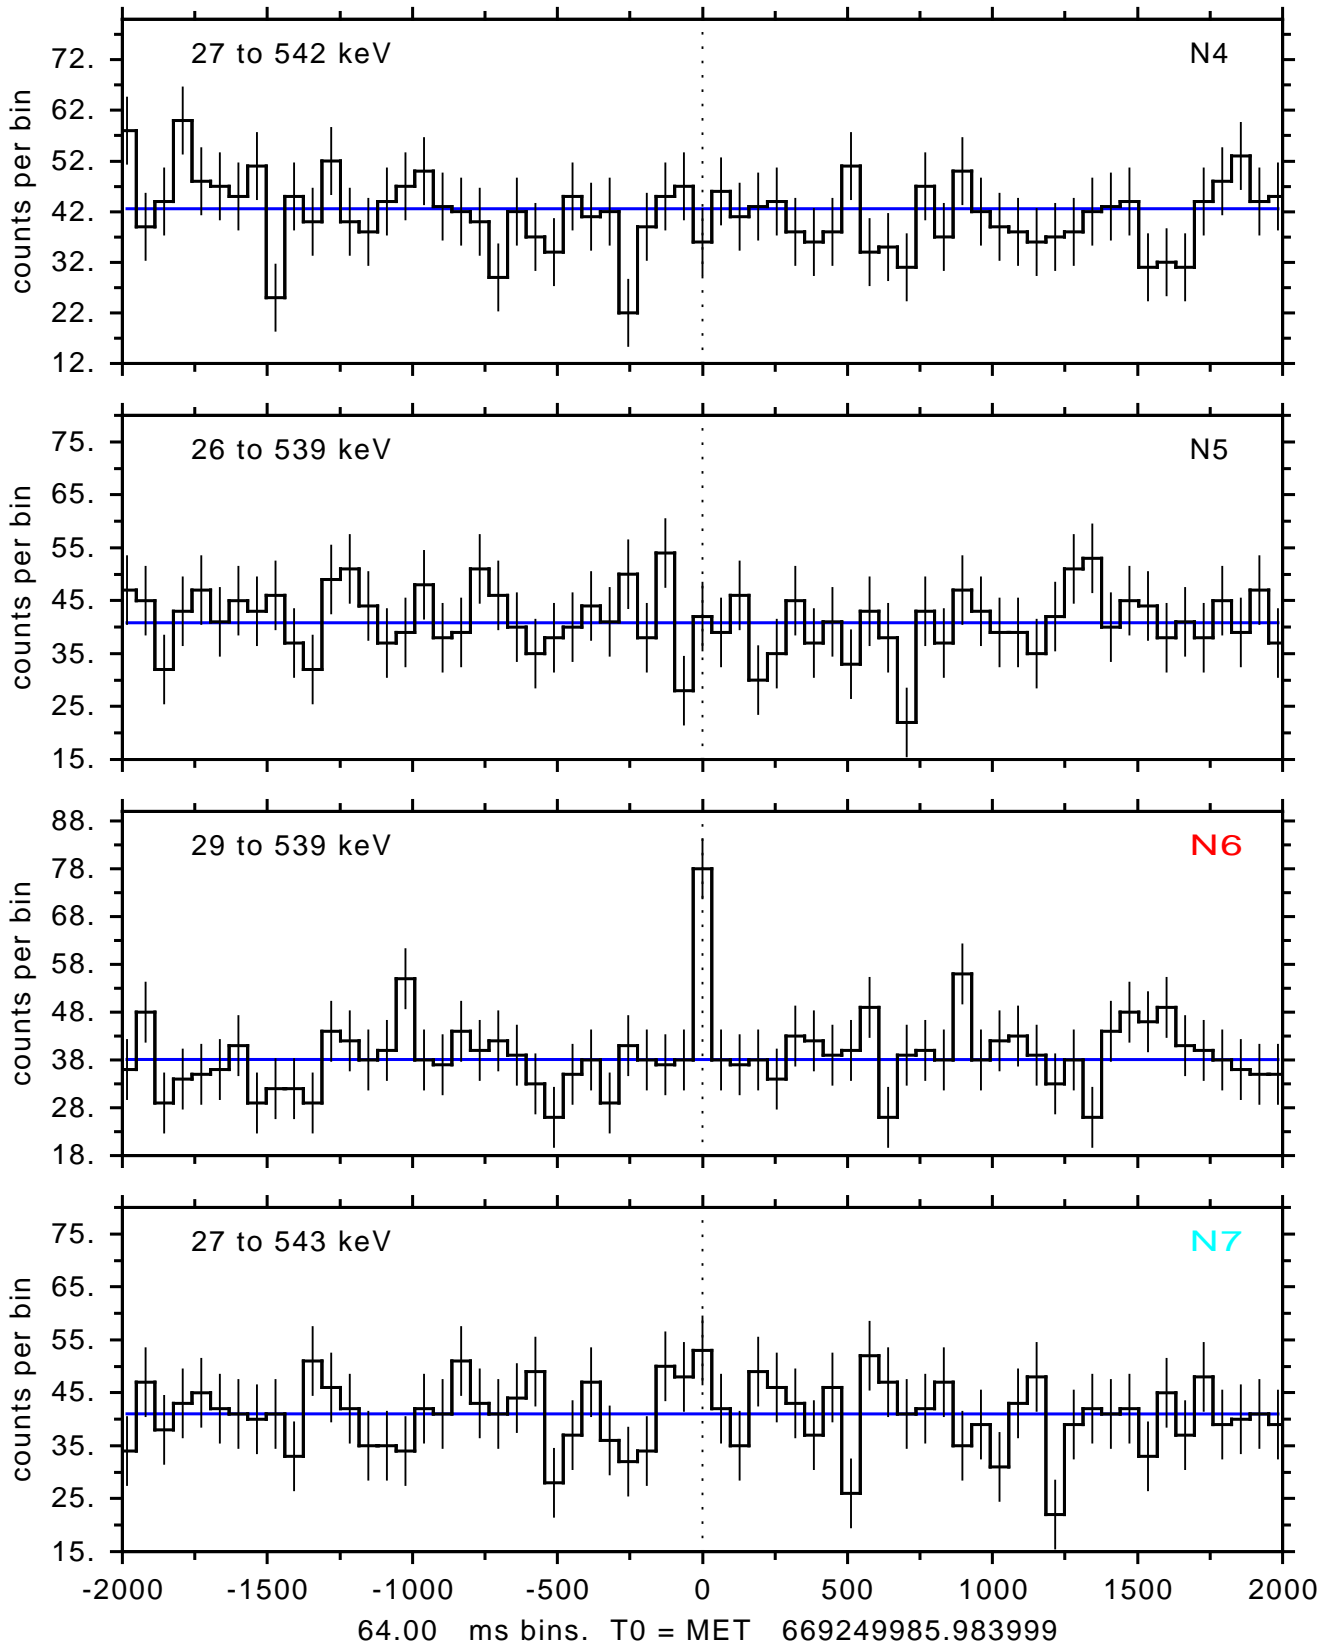 27 to 542 keV N4
counts per bin
72.
62.
52.
42.
32.
22.
12.
26 to 539 keV N5
counts per bin
75.
65.
55.
45.
35.
25.
15.
29 to 539 keV N6
counts per bin
88.
78.
68.
58.
48.
38.
28.
18.
27 to 543 keV N7
counts per bin
75.
65.
55.
45.
35.
25.
15.
-2000 -1500 -1000 -500 0 500 1000 1500 2000
64.00 ms bins. T0 = MET 669249985.983999